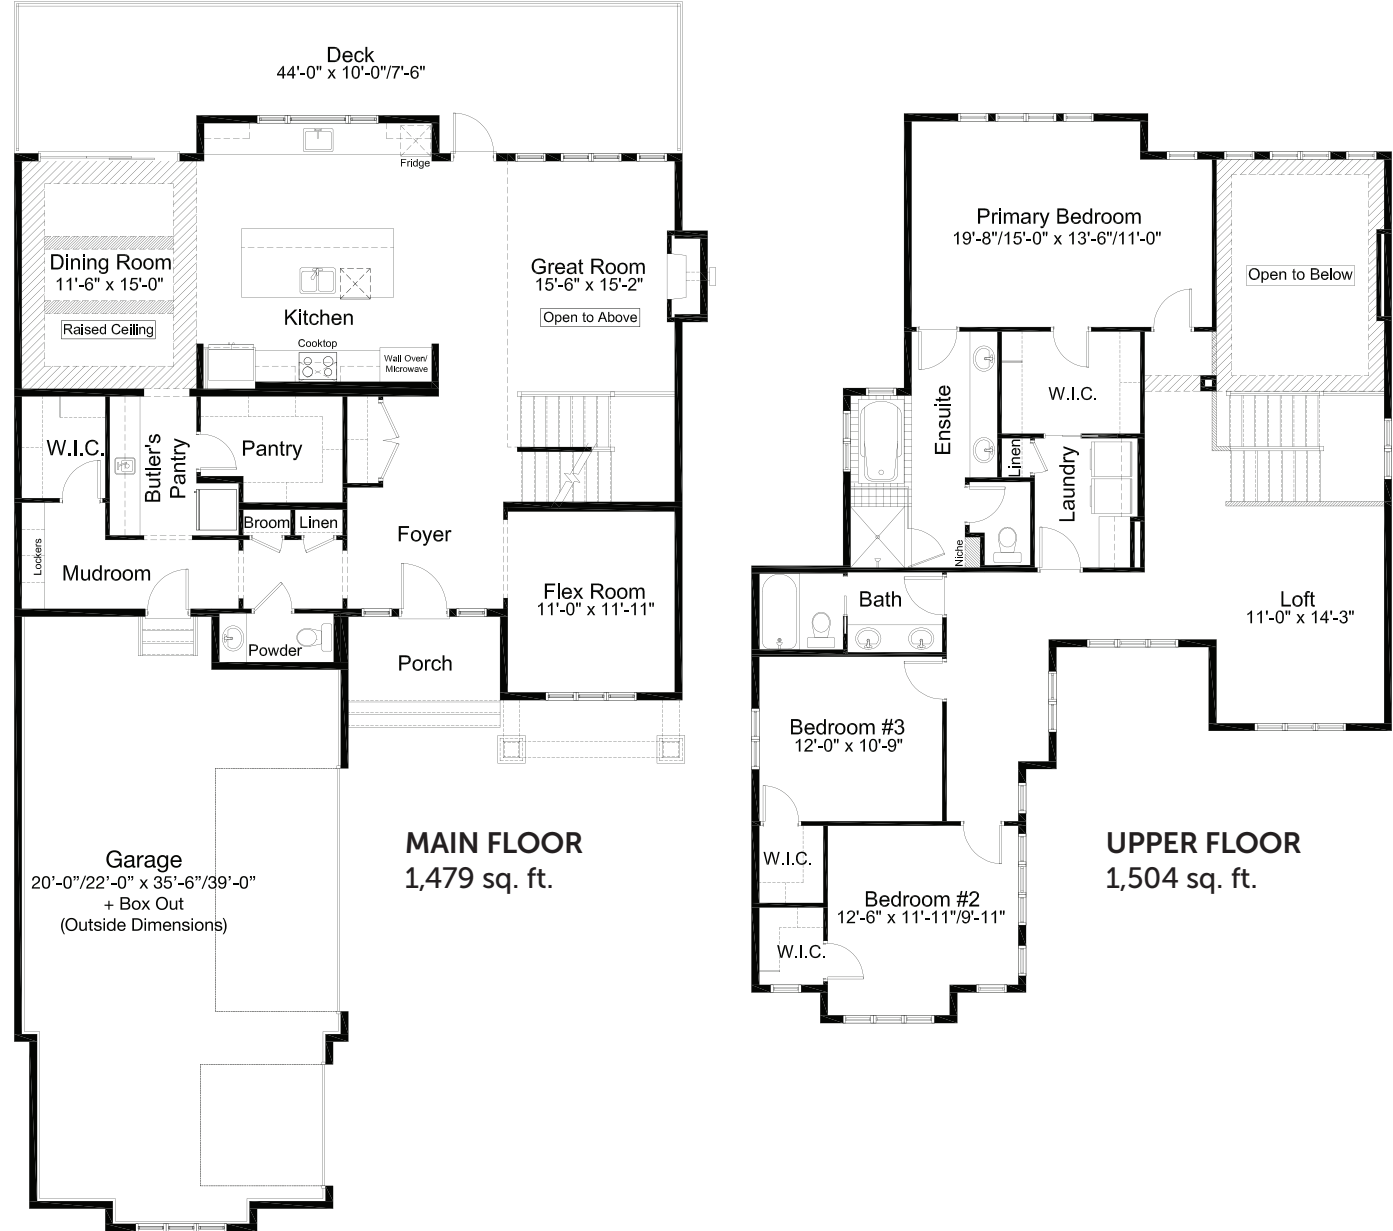 Deck
44'-0" x 10'-0"/7'-6"
Fridge
Dining Room
11'-6" x 15'-0"
Raised Ceiling
Kitchen
Cooktop
Wall Oven/
Microwave
Great Room
15'-6" x 15'-2"
Open to Above
W.I.C.
Butler's
Pantry
Pantry
Broom
Linen
Foyer
Lockers
Mudroom
Flex Room
11'-0" x 11'-11"
Powder
Porch
Garage
20'-0"/22'-0" x 35'-6"/39'-0"
+ Box Out
(Outside Dimensions)
MAIN FLOOR
1,479 sq. ft.
Primary Bedroom
19'-8"/15'-0" x 13'-6"/11'-0"
Open to Below
Ensuite
W.I.C.
Linen
Laundry
Niche
Bath
Loft
11'-0" x 14'-3"
Bedroom #3
12'-0" x 10'-9"
W.I.C.
Bedroom #2
12'-6" x 11'-11"/9'-11"
W.I.C.
UPPER FLOOR
1,504 sq. ft.